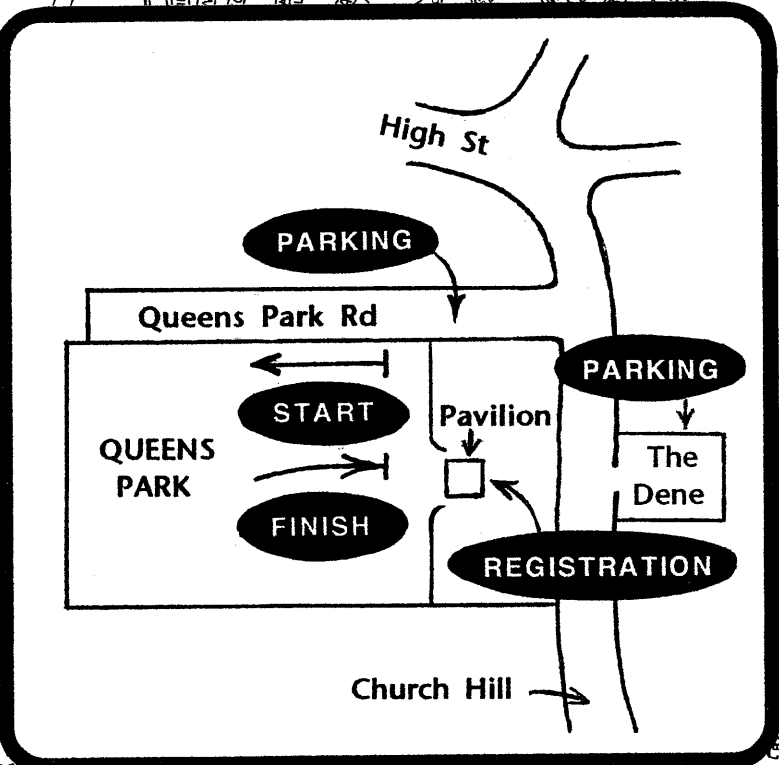 High St
PARKING
Queens Park Rd
PARKING
START
Pavilion
QUEENS
PARK
The
Dene
FINISH
REGISTRATION
Church Hill